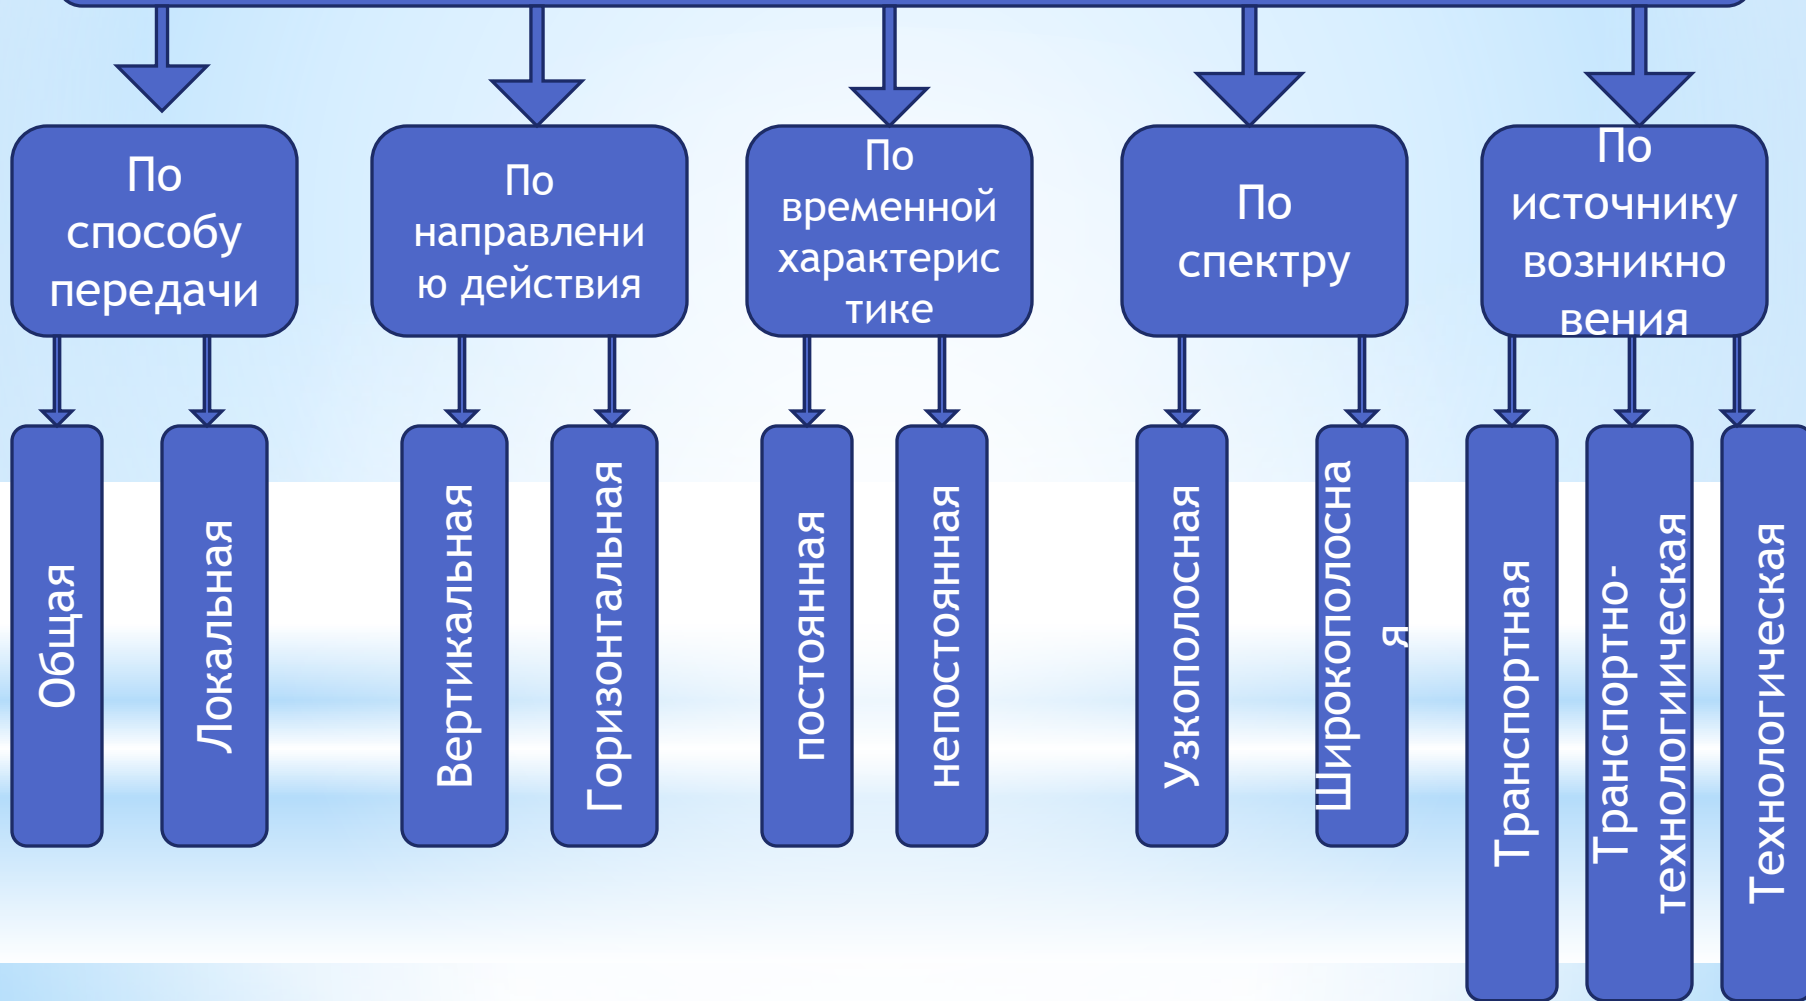 По
способу
передачи
По
направлени
ю действия
По
временной
характерис
тике
По
спектру
По
источнику
возникно
вения
Общая
Локальная
Вертикальная
Горизонтальная
постоянная
непостоянная
Узкополосная
Широкополосна
я
Транспортная
Транспортно-
технологиическая
Технологическая